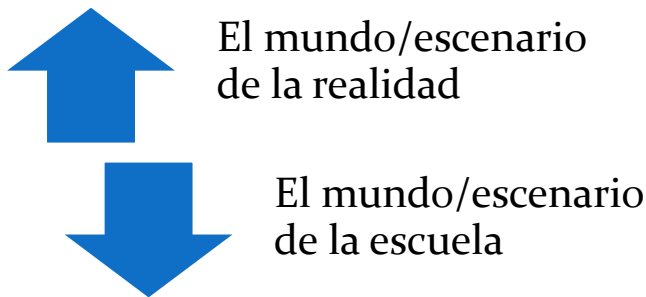 El mundo/escenario
de la realidad
El mundo/escenario
de la escuela